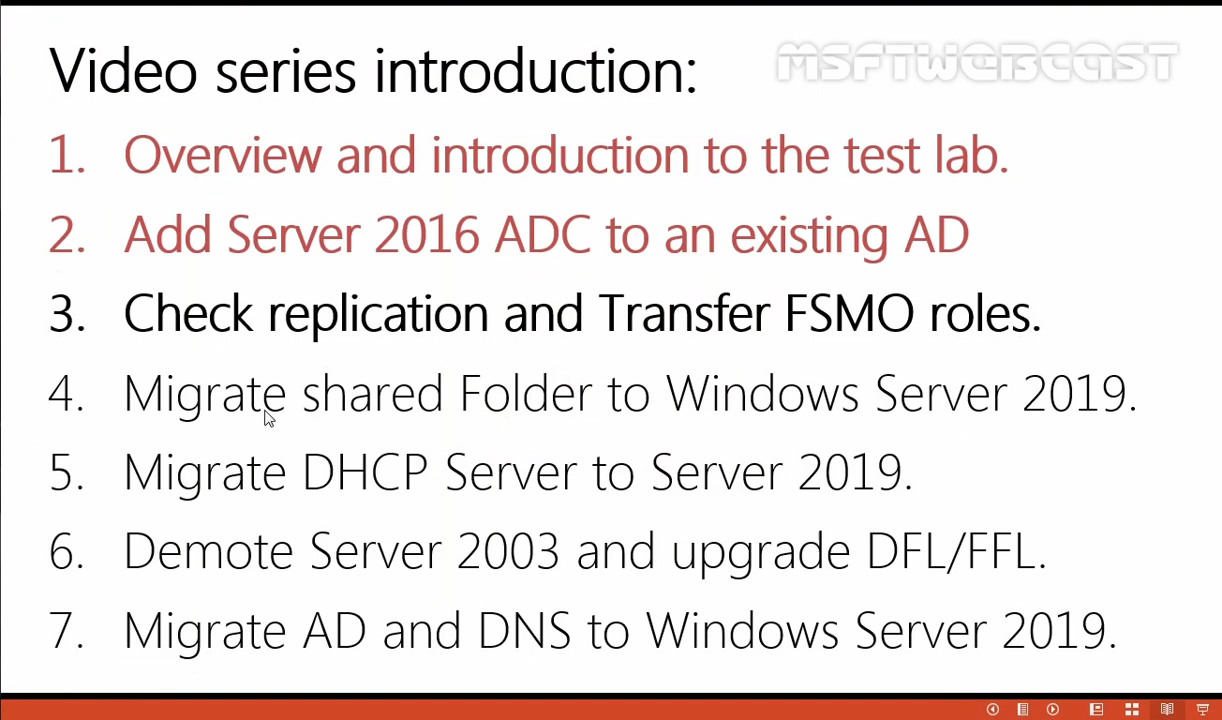 Video series introduction:
MSFTWEBCAST
1. Overview and introduction to the test lab.
2. Add Server 2016 ADC to an existing AD
3. Check replication and Transfer FSMO roles.
4. Migrate shared Folder to Windows Server 2019.
5. Migrate DHCP Server to Server 2019.
6. Demote Server 2003 and upgrade DFL/FFL.
7. Migrate AD and DNS to Windows Server 2019.